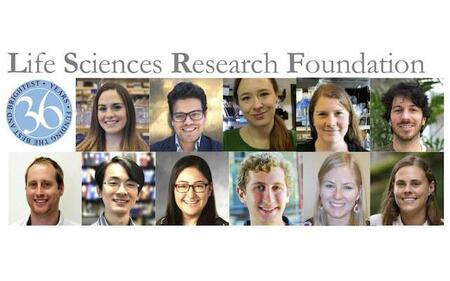 Life Sciences Research Foundation
36
• YEARS • FUNDING THE BEST AND BRIGHTEST